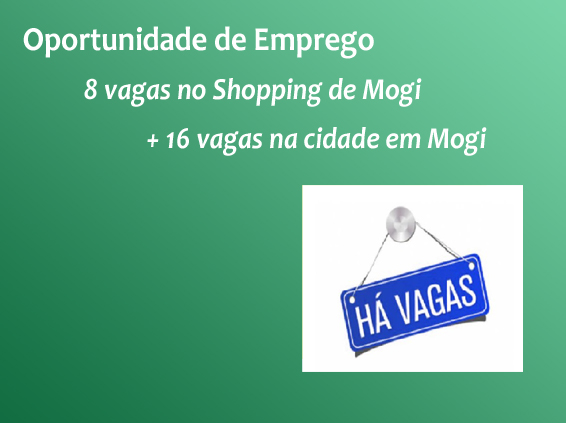 Oportunidade de Emprego
8 vagas no Shopping de Mogi
+ 16 vagas na cidade em Mogi
HÁ VAGAS